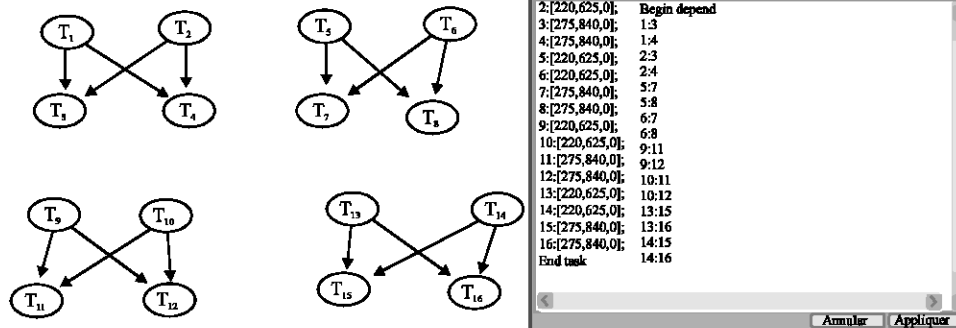 T1 T2
T3 T4
T5 T6
T7 T8
T9 T10
T11 T12
T13 T14
T15 T16
2:[220,625,0];
3:[275,840,0];
4:[275,840,0];
5:[220,625,0];
6:[220,625,0];
7:[275,840,0];
8:[275,840,0];
9:[220,625,0];
10:[220,625,0];
11:[275,840,0];
12:[275,840,0];
13:[220,625,0];
14:[220,625,0];
15:[275,840,0];
16:[275,840,0];
End task
Begin depend
1:3
1:4
2:3
2:4
5:7
5:8
6:7
6:8
9:11
9:12
10:11
10:12
13:15
13:16
14:15
14:16
Annular Appliquer